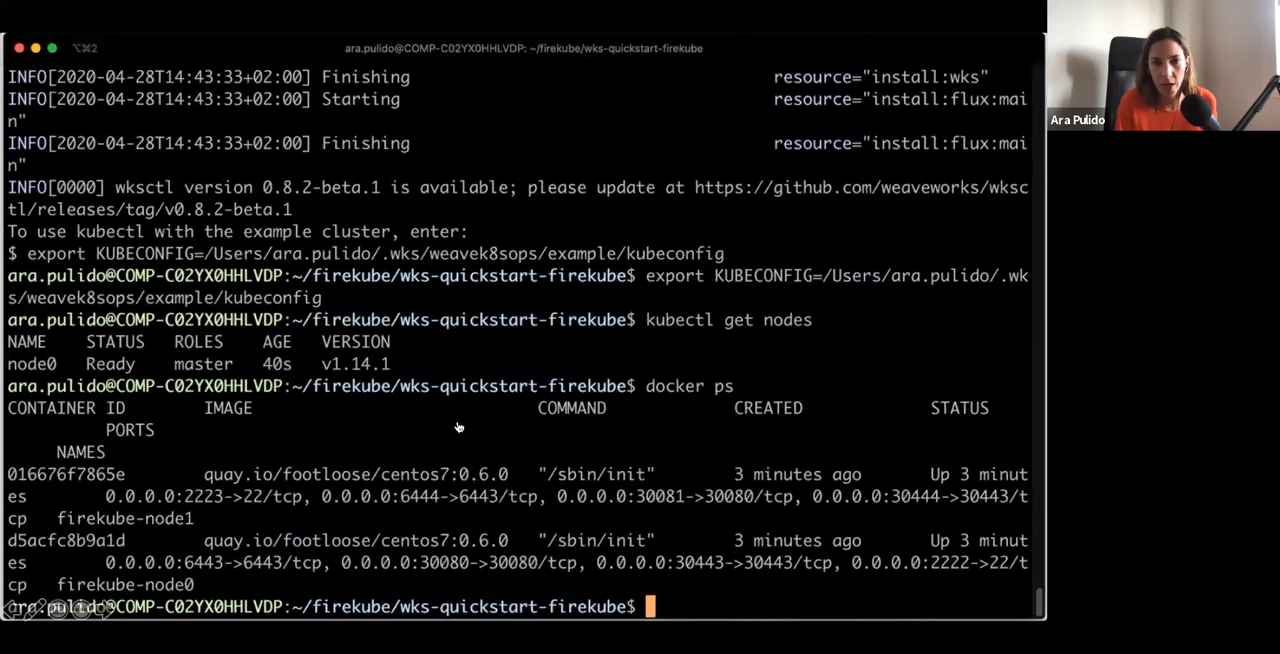 ⌥⌘2
ara.pulido@COMP-C02YX0HHLVDP: ~/firekube/wks-quickstart-firekube
INFO[2020-04-28T14:43:33+02:00] Finishing resource="install:wks"
INFO[2020-04-28T14:43:33+02:00] Starting resource="install:flux:mai
n"
INFO[2020-04-28T14:43:33+02:00] Finishing resource="install:flux:mai
n"
INFO[0000] wksctl version 0.8.2-beta.1 is available; please update at https://github.com/weaveworks/wksc
tl/releases/tag/v0.8.2-beta.1
To use kubectl with the example cluster, enter:
$ export KUBECONFIG=/Users/ara.pulido/.wks/weavek8sops/example/kubeconfig
ara.pulido@COMP-C02YX0HHLVDP:~/firekube/wks-quickstart-firekube$ export KUBECONFIG=/Users/ara.pulido/.wk
s/weavek8sops/example/kubeconfig
ara.pulido@COMP-C02YX0HHLVDP:~/firekube/wks-quickstart-firekube$ kubectl get nodes
NAME STATUS ROLES AGE VERSION
node0 Ready master 40s v1.14.1
ara.pulido@COMP-C02YX0HHLVDP:~/firekube/wks-quickstart-firekube$ docker ps
CONTAINER ID IMAGE COMMAND CREATED STATUS
PORTS
NAMES
016676f7865e quay.io/footloose/centos7:0.6.0 "/sbin/init" 3 minutes ago Up 3 minut
es 0.0.0.0:2223->22/tcp, 0.0.0.0:6444->6443/tcp, 0.0.0.0:30081->30080/tcp, 0.0.0.0:30444->30443/t
cp firekube-node1
d5acfc8b9a1d quay.io/footloose/centos7:0.6.0 "/sbin/init" 3 minutes ago Up 3 minut
es 0.0.0.0:6443->6443/tcp, 0.0.0.0:30080->30080/tcp, 0.0.0.0:30443->30443/tcp, 0.0.0.0:2222->22/t
cp firekube-node0
ara.pulido@COMP-C02YX0HHLVDP:~/firekube/wks-quickstart-firekube$
Ara Pulido